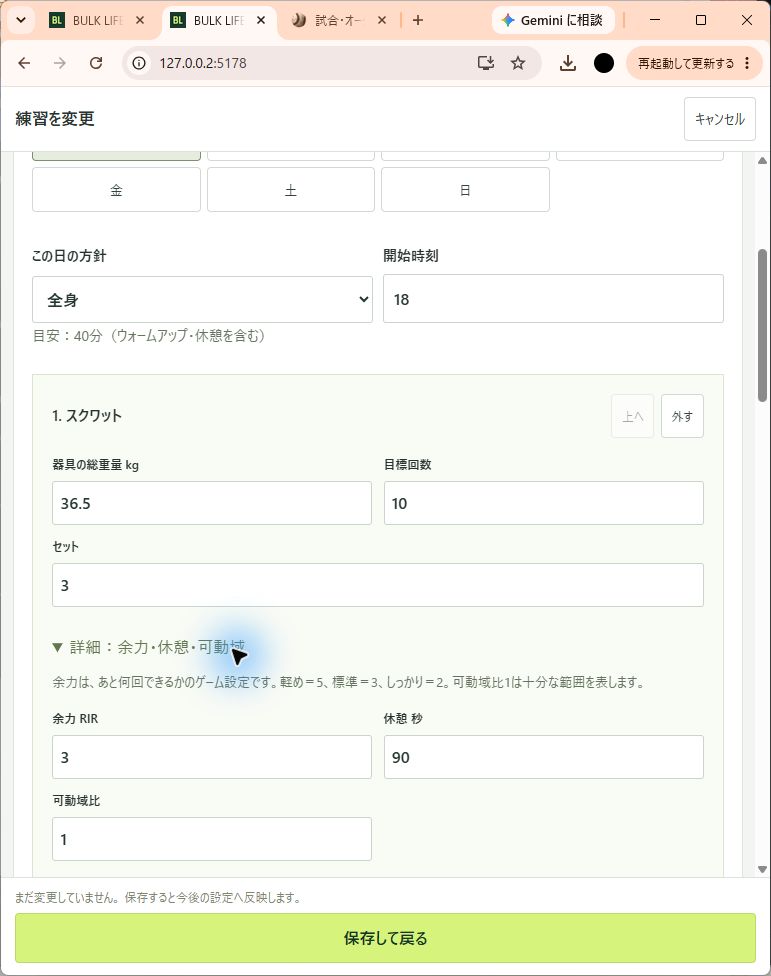 BL BULK LIFE
BL BULK LIFE
試合・オー
Gemini に相談
127.0.0.2:5178
再起動して更新する
練習を変更
キャンセル
金
土
日
この日の方針
開始時刻
全身
18
目安：40分（ウォームアップ・休憩を含む）
1. スクワット
上へ
外す
器具の総重量 kg
目標回数
36.5
10
セット
3
▼ 詳細：余力・休憩・可動域
余力は、あと何回できるかのゲーム設定です。軽め＝5、標準＝3、しっかり＝2。可動域比1は十分な範囲を表します。
余力 RIR
休憩 秒
3
90
可動域比
1
まだ変更していません。保存すると今後の設定へ反映します。
保存して戻る